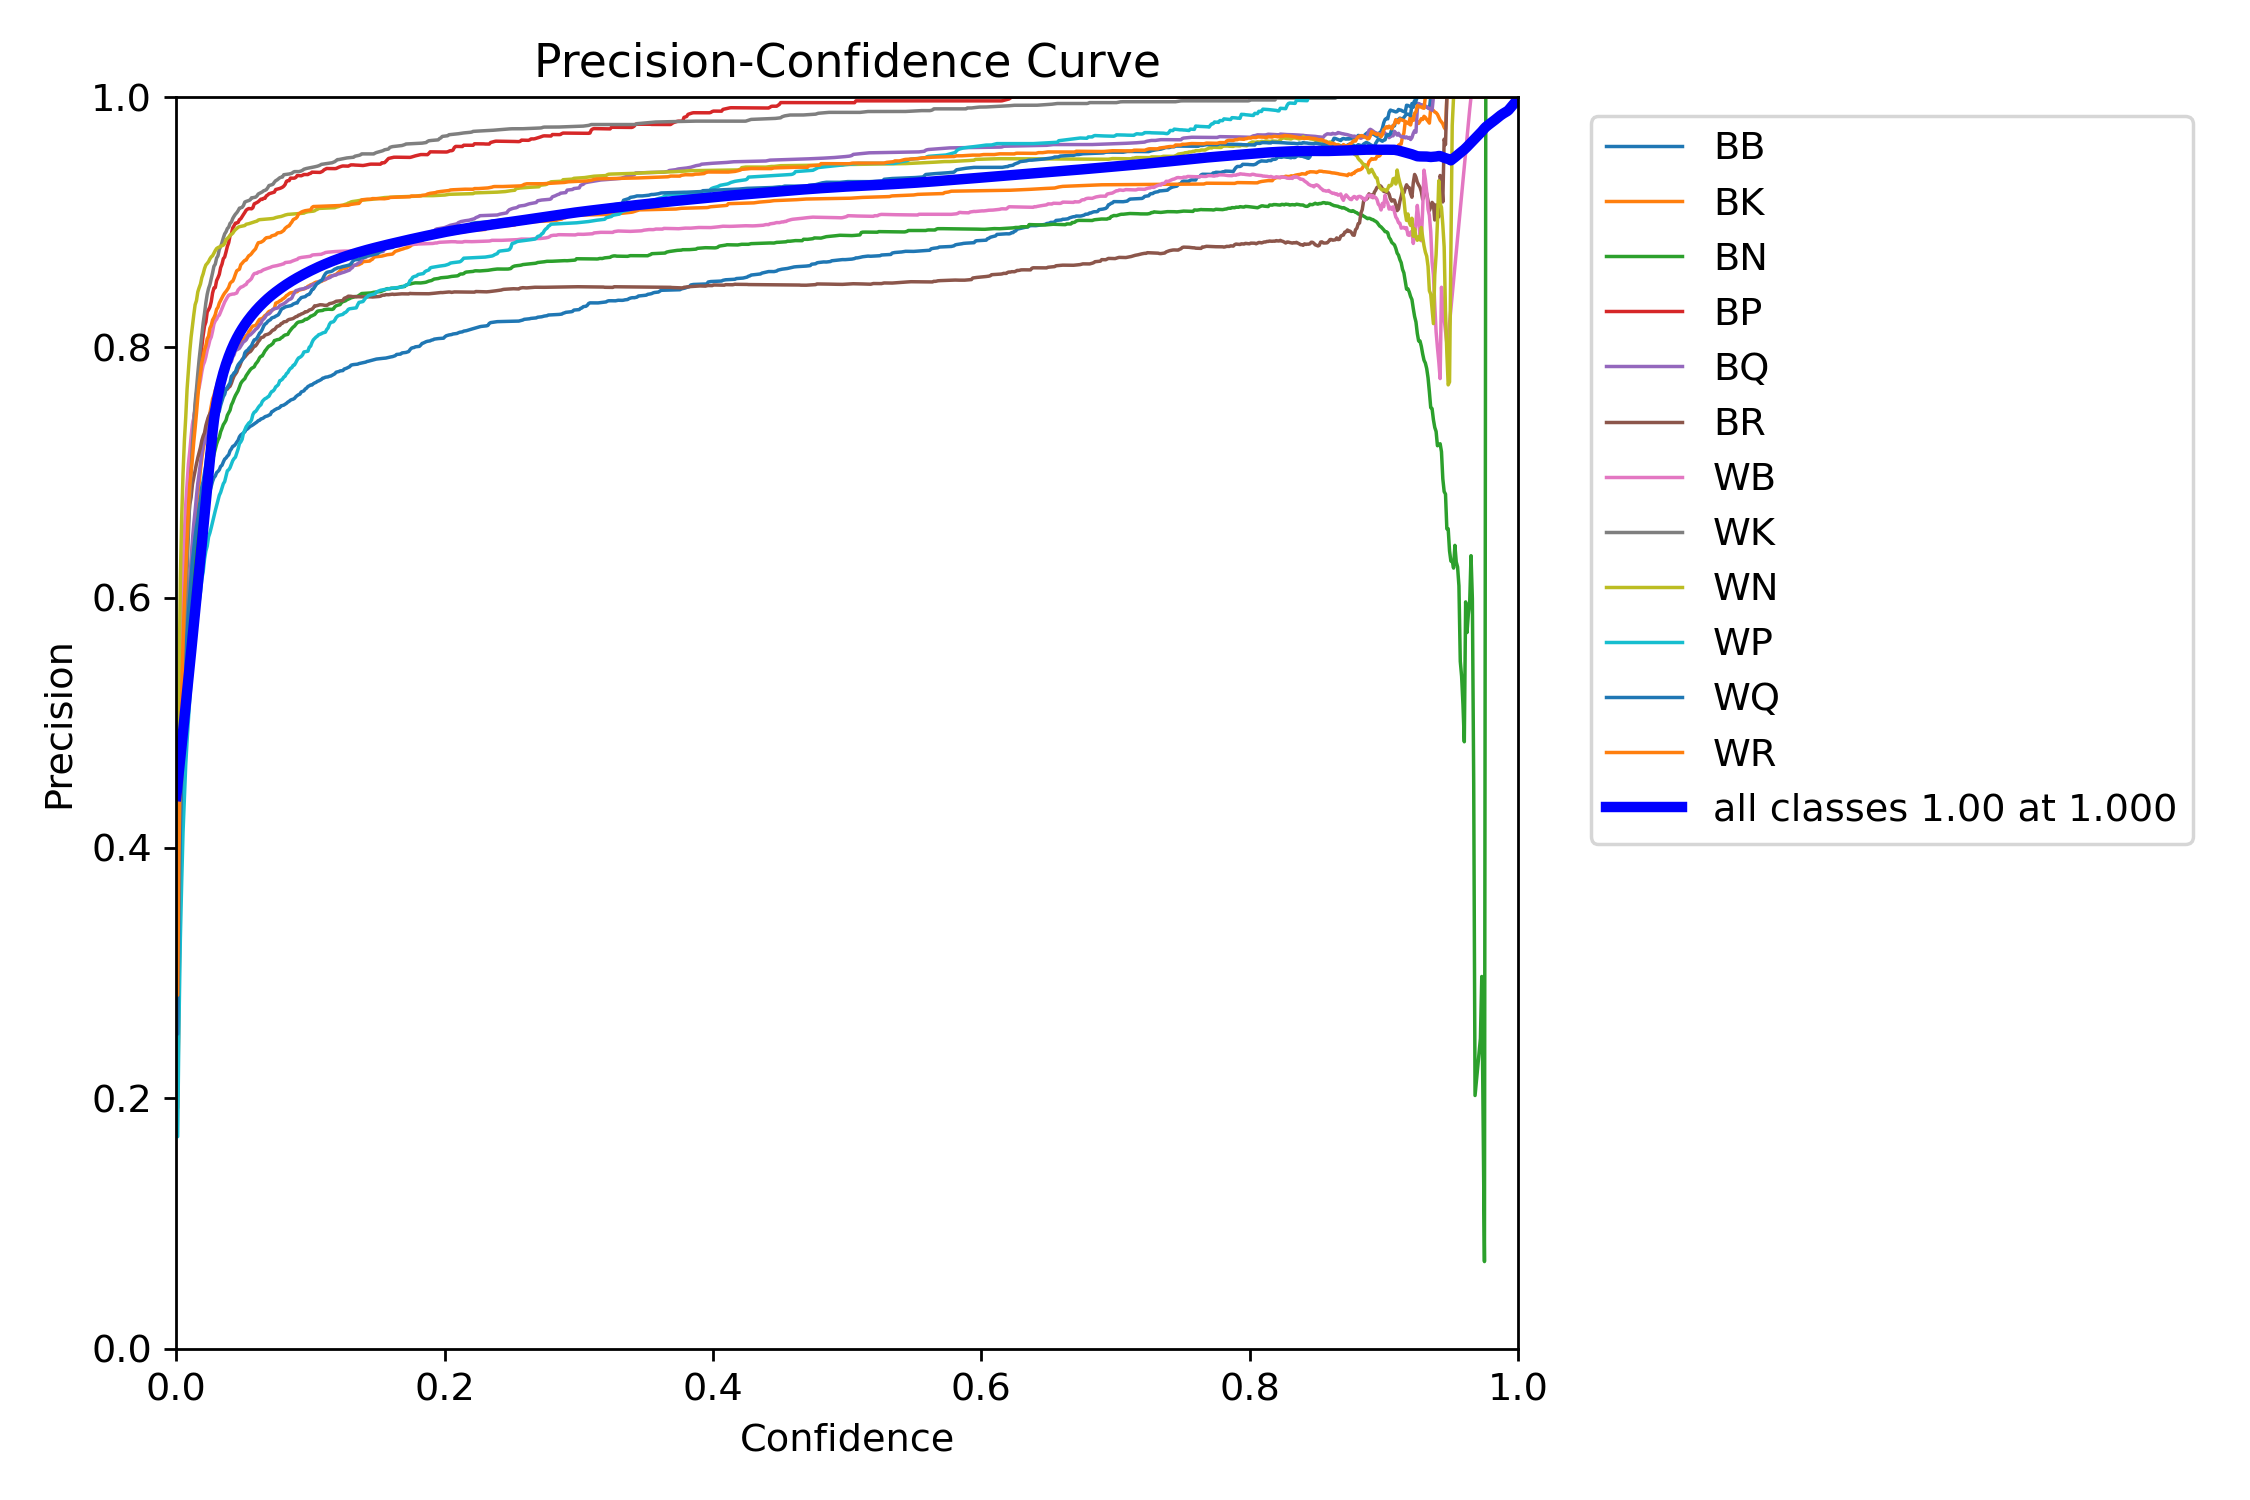 Precision-Confidence Curve
1.0
0.8
0.6
0.4
0.2
0.0
Precision
0.0 0.2 0.4 0.6 0.8 1.0
Confidence
BB
BK
BN
BP
BQ
BR
WB
WK
WN
WP
WQ
WR
all classes 1.00 at 1.000